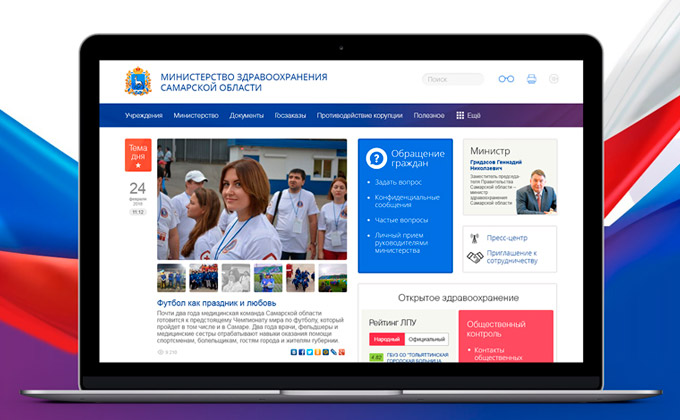 МИНИСТЕРСТВО ЗДРАВООХРАНЕНИЯ
САМАРСКОЙ ОБЛАСТИ
Поиск
Учреждения Министерство Документы Госзаказы Противодействие корупции Полезное Ещё
Тема
дня
24
февраля
11:12
Футбол как праздник и любовь
Почти два года медицинская команда Самарской области
готовится к предстоящему Чемпионату мира по футболу, который
пройдет в том числе и в Самаре. Два года врачи, фельдшеры и
медицинские сестры отрабатывают навыки оказания помощи
спортсменам, болельщикам, гостям города и жителям губернии.
Обращение
граждан
Задать вопрос
Конфиденциальные
сообщения
Частые вопросы
Личный прием
руководителями
министерства
Министр
Гридасов Геннадий
Николаевич
Заместитель председа-
теля Правительства
Самарской области –
министр
здравоохранения
Самарской области
Пресс-центр
Приглашение к
сотрудничеству
Открытое здравоохранение
Рейтинг ЛПУ
Народный Официальный
4.82 ГБУЗ СО "ТОЛЬЯТТИНСКАЯ
ГОРОДСКАЯ БОЛЬНИЦА
Общественный
контроль
Контакты
общественных